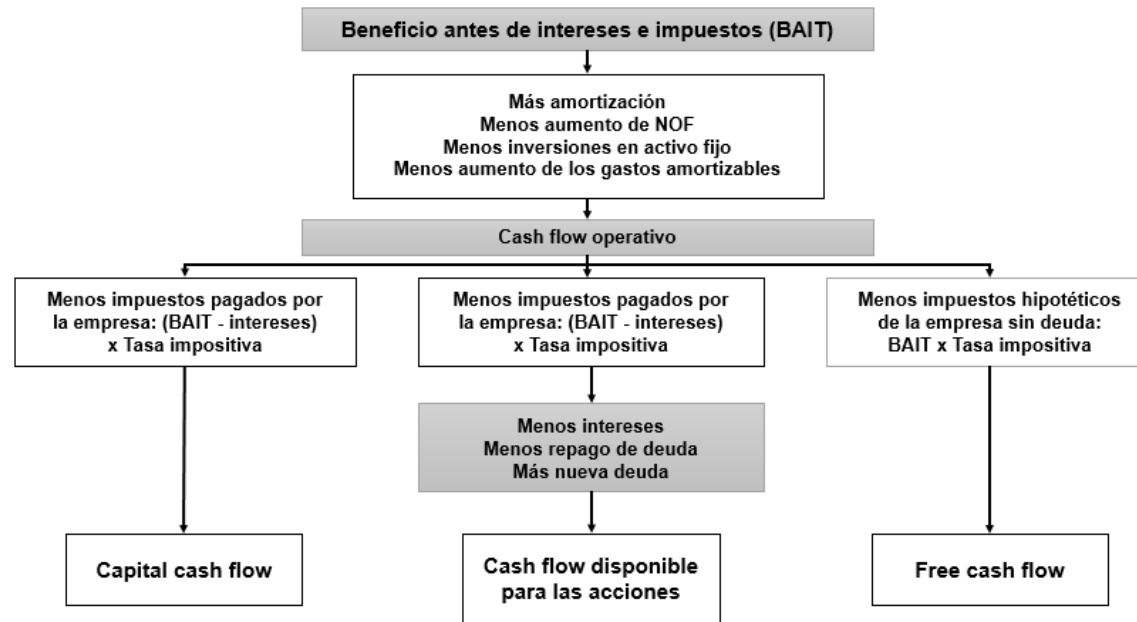 Beneficio antes de intereses e impuestos (BAIT)
Más amortización
Menos aumento de NOF
Menos inversiones en activo fijo
Menos aumento de los gastos amortizables
Cash flow operativo
Menos impuestos pagados por
la empresa: (BAIT - intereses)
x Tasa impositiva
Menos impuestos pagados por
la empresa: (BAIT - intereses)
x Tasa impositiva
Menos impuestos hipotéticos
de la empresa sin deuda:
BAIT x Tasa impositiva
Menos intereses
Menos repago de deuda
Más nueva deuda
Capital cash flow
Cash flow disponible
para las acciones
Free cash flow